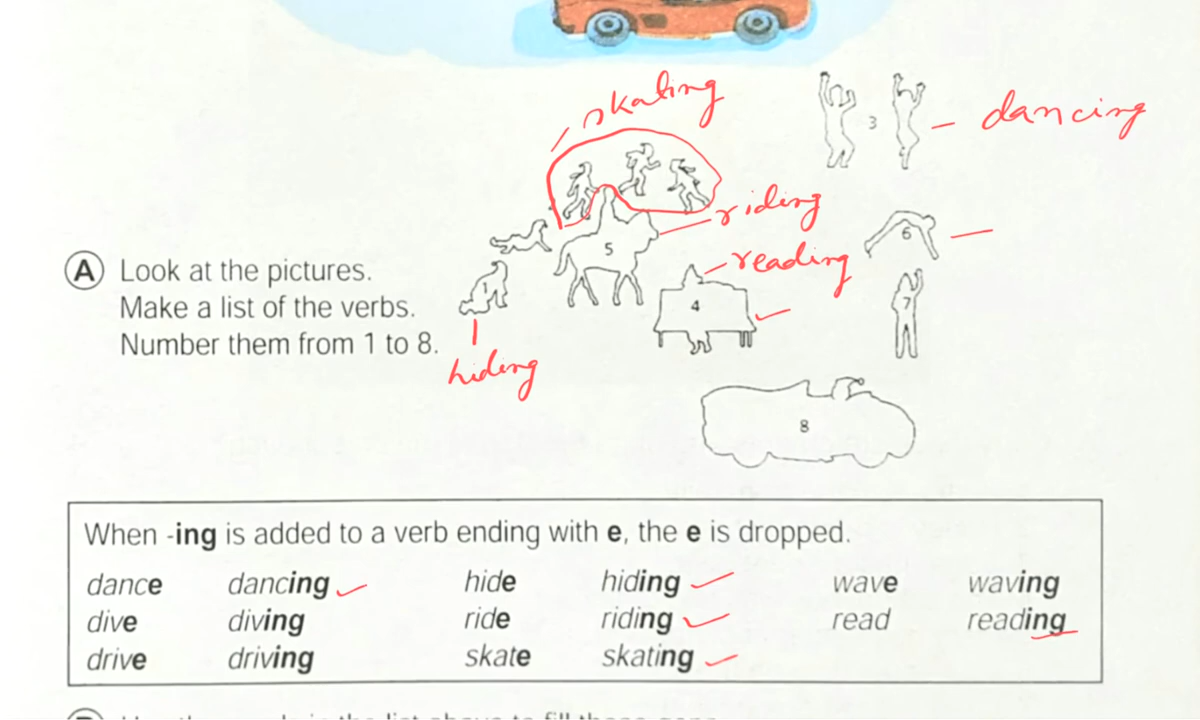 skating
dancing
3
riding
5
6
reading
A Look at the pictures.
1
4
7
Make a list of the verbs.
Number them from 1 to 8.
hiding
8
When -ing is added to a verb ending with e, the e is dropped.
dance dancing hide hiding wave waving
dive diving ride riding read reading
drive driving skate skating